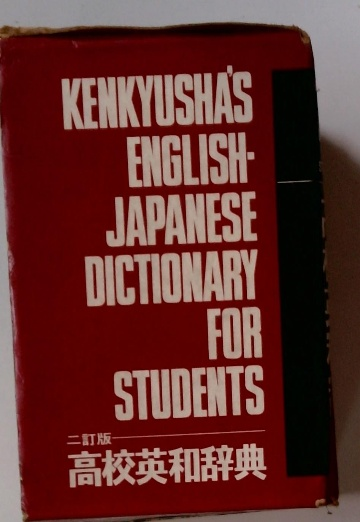 KENKYUSHA'S
ENGLISH-
JAPANESE
DICTIONARY
FOR
STUDENTS
二訂版
高校英和辞典